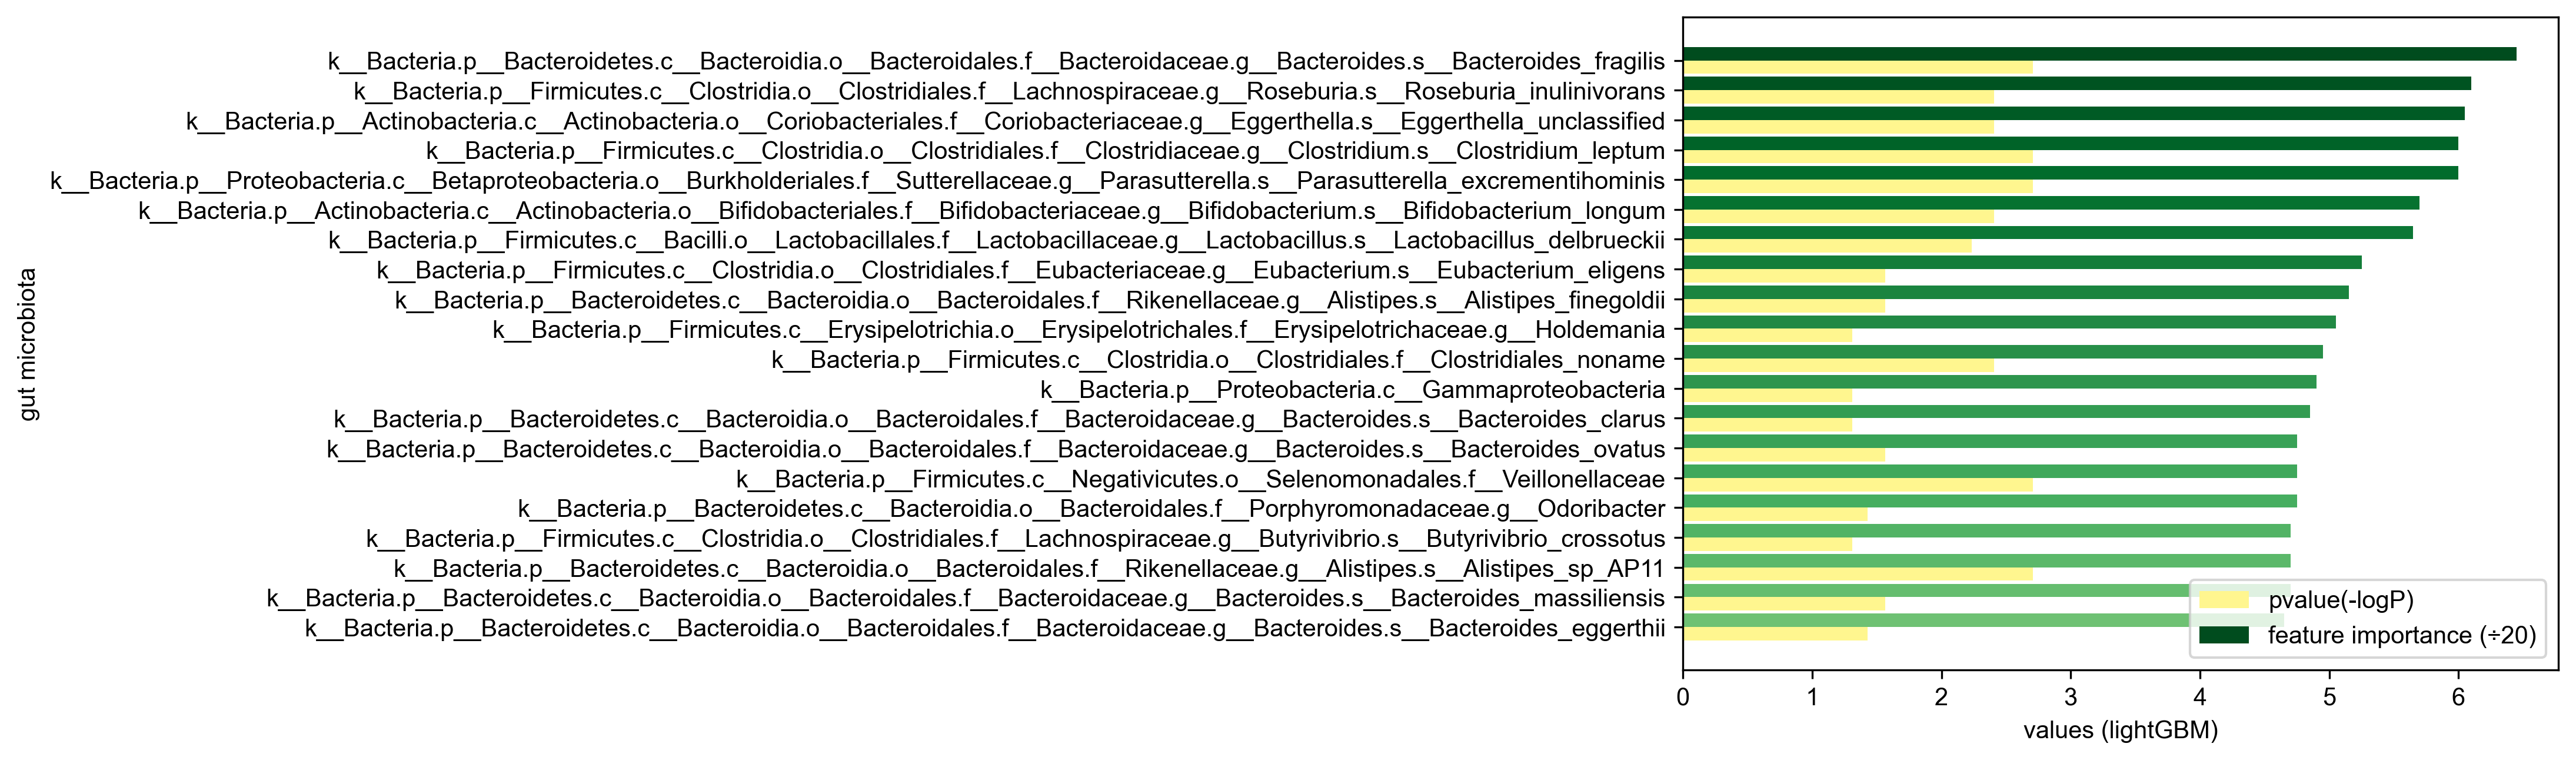 k__Bacteria.p__Bacteroidetes.c__Bacteroidia.o__Bacteroidales.f__Bacteroidaceae.g__Bacteroides.s__Bacteroides_fragilis
k__Bacteria.p__Firmicutes.c__Clostridia.o__Clostridiales.f__Lachnospiraceae.g__Roseburia.s__Roseburia_inulinivorans
k__Bacteria.p__Actinobacteria.c__Actinobacteria.o__Coriobacteriales.f__Coriobacteriaceae.g__Eggerthella.s__Eggerthella_unclassified
k__Bacteria.p__Firmicutes.c__Clostridia.o__Clostridiales.f__Clostridiaceae.g__Clostridium.s__Clostridium_leptum
k__Bacteria.p__Proteobacteria.c__Betaproteobacteria.o__Burkholderiales.f__Sutterellaceae.g__Parasutterella.s__Parasutterella_excrementihominis
k__Bacteria.p__Actinobacteria.c__Actinobacteria.o__Bifidobacteriales.f__Bifidobacteriaceae.g__Bifidobacterium.s__Bifidobacterium_longum
k__Bacteria.p__Firmicutes.c__Bacilli.o__Lactobacillales.f__Lactobacillaceae.g__Lactobacillus.s__Lactobacillus_delbrueckii
k__Bacteria.p__Firmicutes.c__Clostridia.o__Clostridiales.f__Eubacteriaceae.g__Eubacterium.s__Eubacterium_eligens
k__Bacteria.p__Bacteroidetes.c__Bacteroidia.o__Bacteroidales.f__Rikenellaceae.g__Alistipes.s__Alistipes_finegoldii
k__Bacteria.p__Firmicutes.c__Erysipelotrichia.o__Erysipelotrichales.f__Erysipelotrichaceae.g__Holdemania
k__Bacteria.p__Firmicutes.c__Clostridia.o__Clostridiales.f__Clostridiales_noname
k__Bacteria.p__Proteobacteria.c__Gammaproteobacteria
k__Bacteria.p__Bacteroidetes.c__Bacteroidia.o__Bacteroidales.f__Bacteroidaceae.g__Bacteroides.s__Bacteroides_clarus
k__Bacteria.p__Bacteroidetes.c__Bacteroidia.o__Bacteroidales.f__Bacteroidaceae.g__Bacteroides.s__Bacteroides_ovatus
k__Bacteria.p__Firmicutes.c__Negativicutes.o__Selenomonadales.f__Veillonellaceae
k__Bacteria.p__Bacteroidetes.c__Bacteroidia.o__Bacteroidales.f__Porphyromonadaceae.g__Odoribacter
k__Bacteria.p__Firmicutes.c__Clostridia.o__Clostridiales.f__Lachnospiraceae.g__Butyrivibrio.s__Butyrivibrio_crossotus
k__Bacteria.p__Bacteroidetes.c__Bacteroidia.o__Bacteroidales.f__Rikenellaceae.g__Alistipes.s__Alistipes_sp_AP11
k__Bacteria.p__Bacteroidetes.c__Bacteroidia.o__Bacteroidales.f__Bacteroidaceae.g__Bacteroides.s__Bacteroides_massiliensis
k__Bacteria.p__Bacteroidetes.c__Bacteroidia.o__Bacteroidales.f__Bacteroidaceae.g__Bacteroides.s__Bacteroides_eggerthii
gut microbiota
pvalue(-logP)
feature importance (÷20)
0 1 2 3 4 5 6
values (lightGBM)